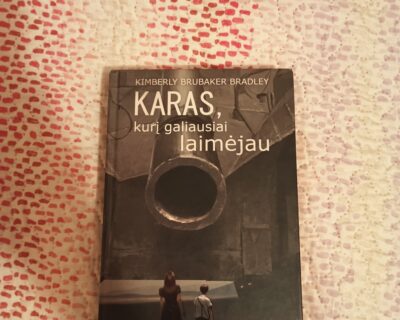 KIMBERLY BRUBAKER BRADLEY
KARAS,
kurį galiausiai
laimėjau